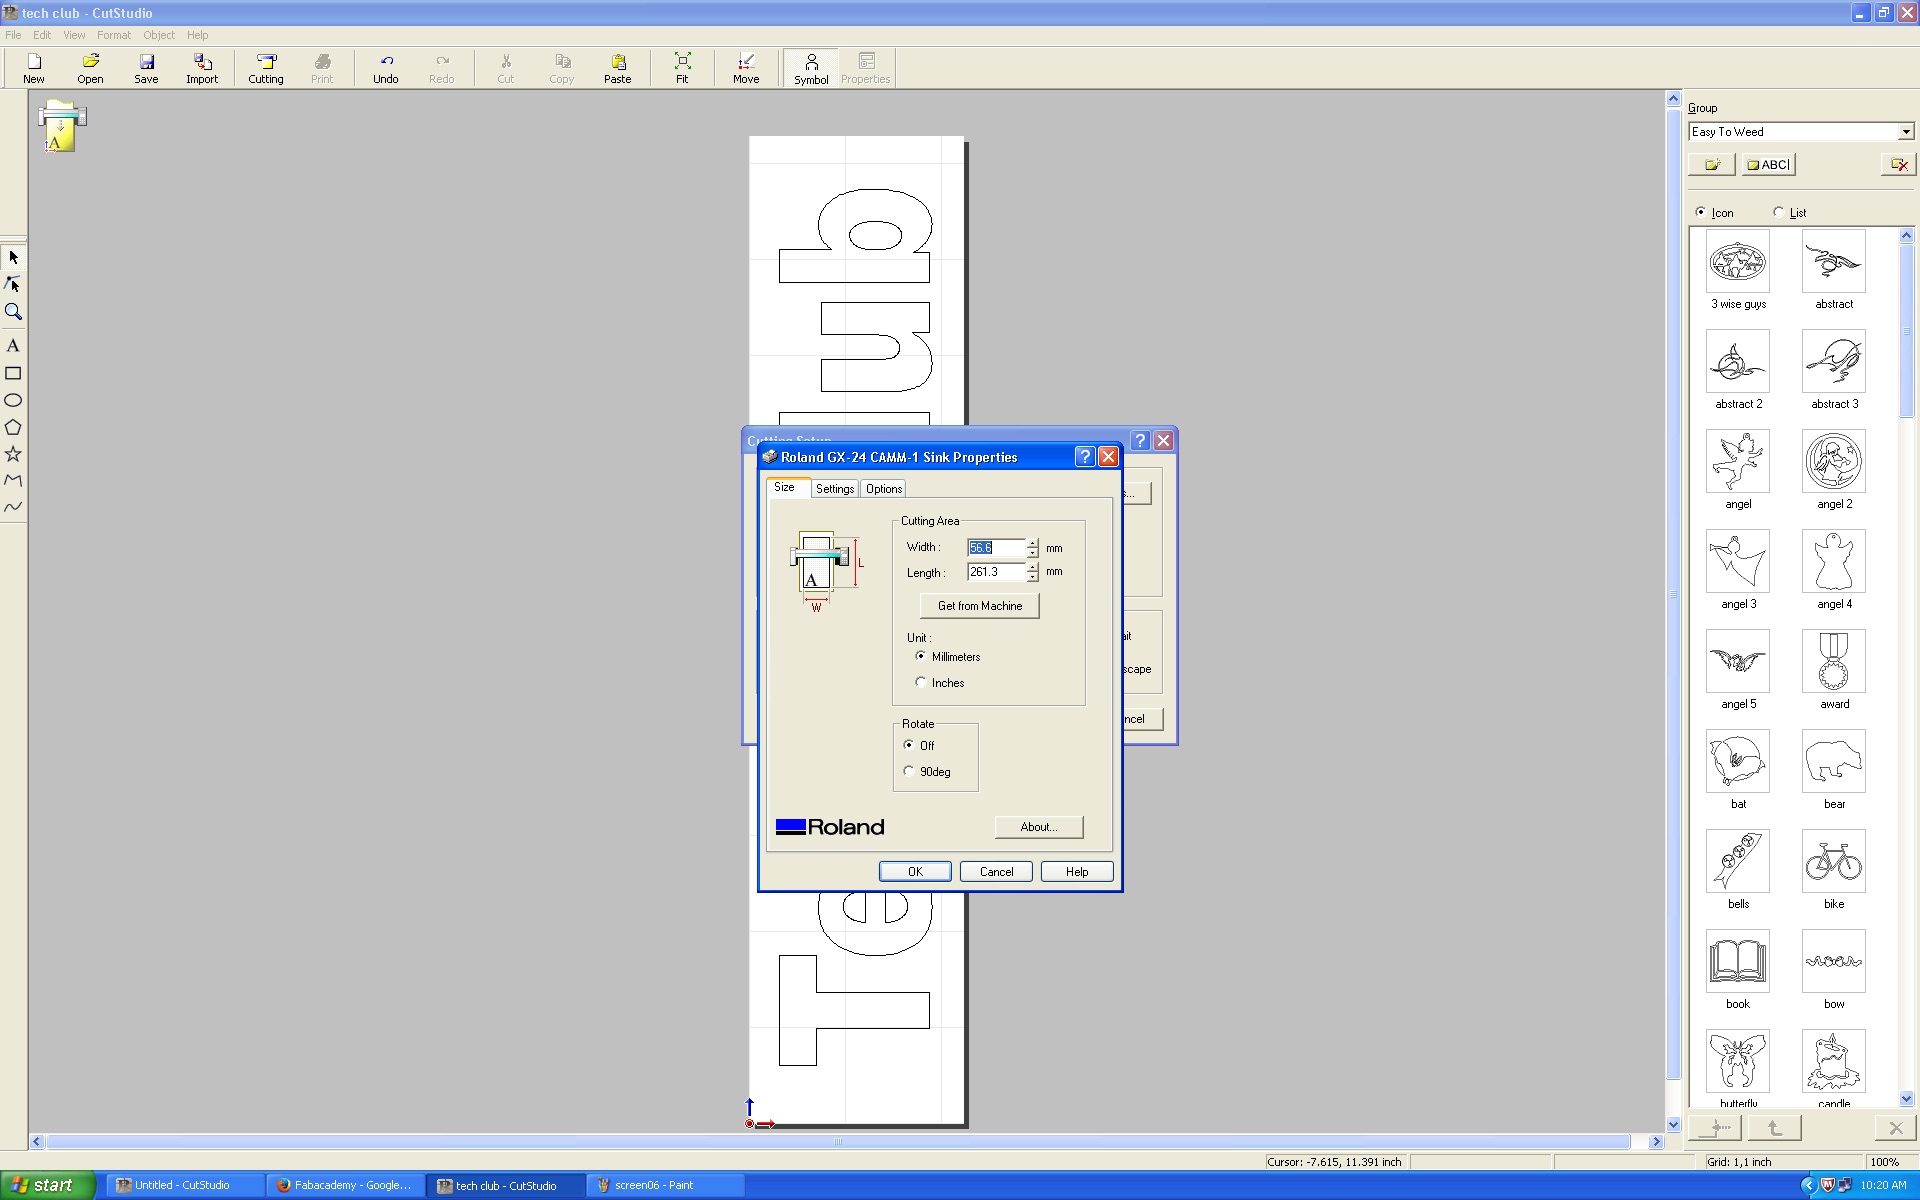 tech club - CutStudio
File Edit View Format Object Help
New Open Save Import Cutting Print Undo Redo Cut Copy Paste Fit Move Symbol Properties
A
Group
Easy To Weed
ABC
Icon List
3 wise guys abstract
abstract 2 abstract 3
angel angel 2
angel 3 angel 4
angel 5 award
bat bear
bells bike
book bow
butterfly candle
A
T e u b
Cutting Setup
Roland GX-24 CAMM-1 Sink Properties
Size Settings Options
A L W
Cutting Area
Width : 56.6 mm
Length : 261.3 mm
Get from Machine
Unit :
Millimeters
Inches
Rotate
Off
90deg
Roland
About...
OK Cancel Help
s...
ait
scape
ncel
Cursor: -7.615, 11.391 inch Grid: 1,1 inch 100%
start Untitled - CutStudio Fabacademy - Google... tech club - CutStudio screen06 - Paint 10:20 AM